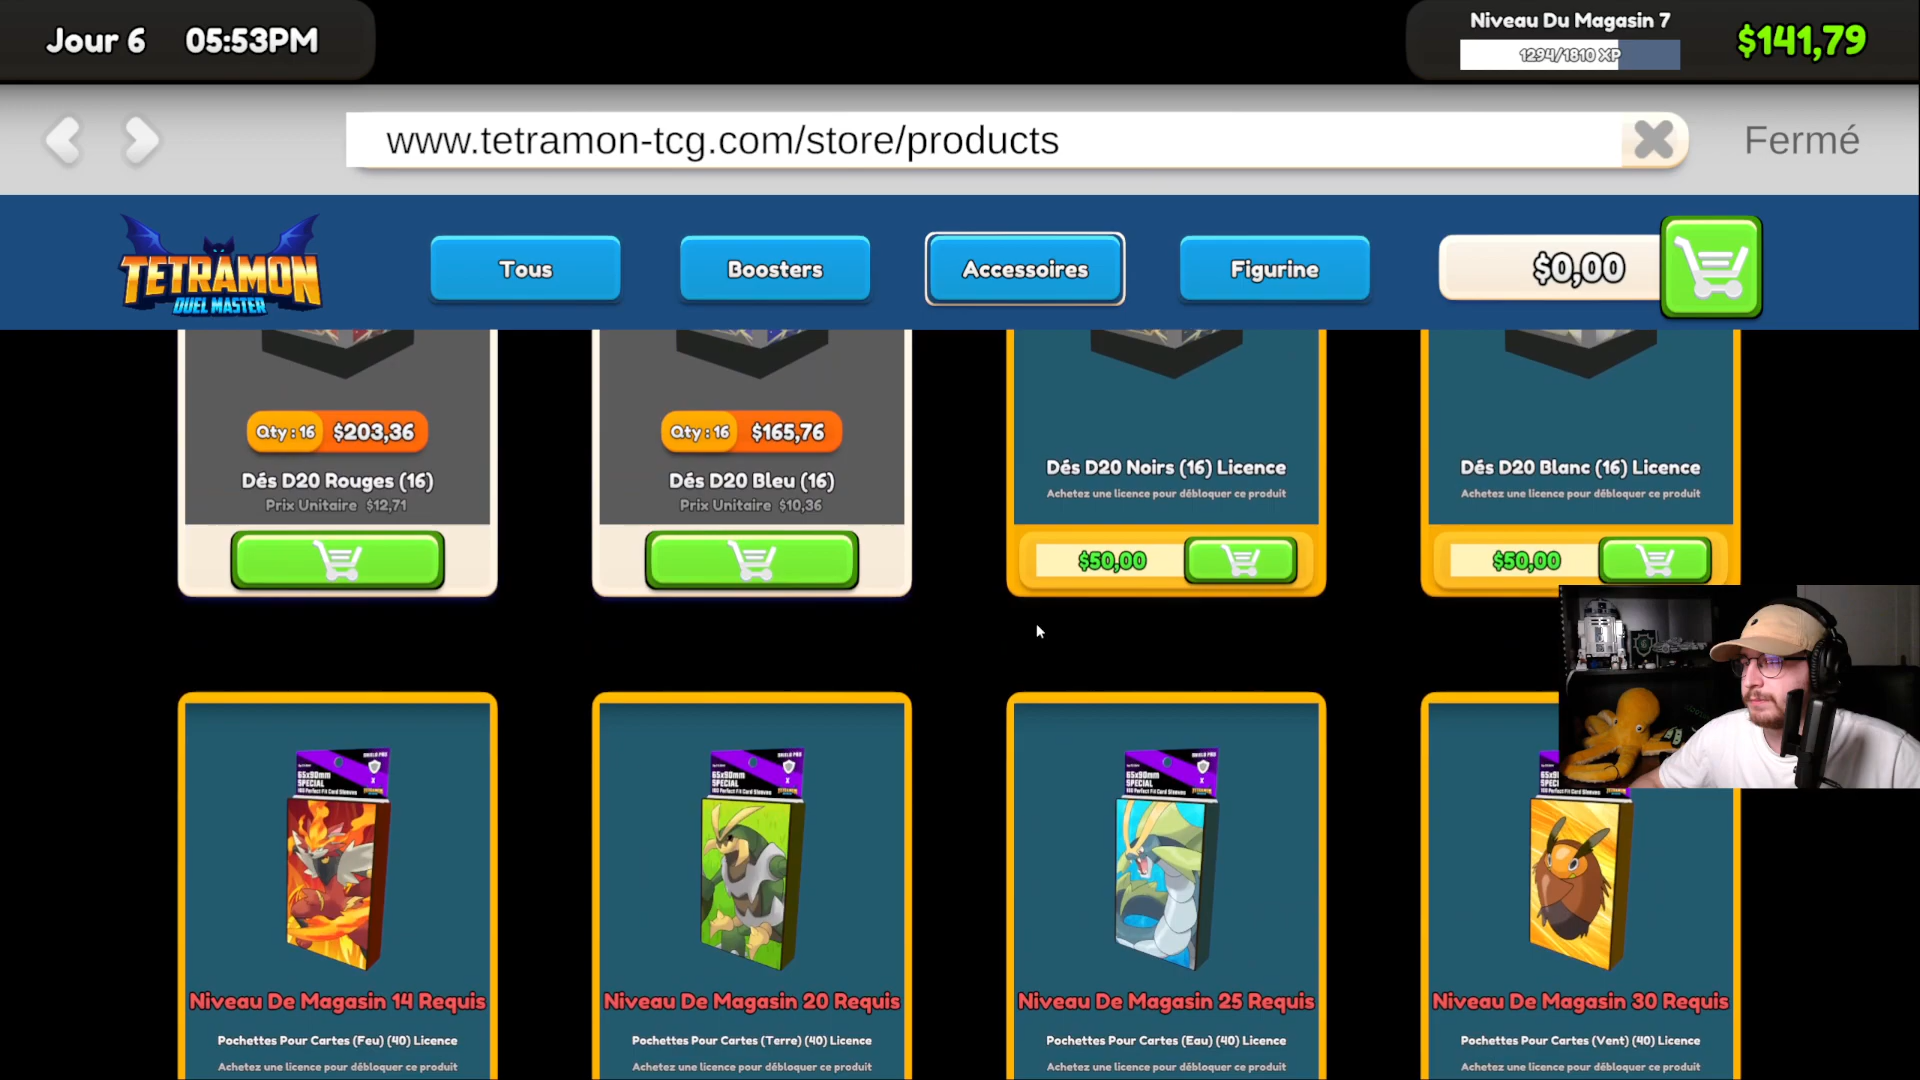 Jour 6 05:53PM
Niveau Du Magasin 7
1294/1810 XP
$141,79
www.tetramon-tcg.com/store/products
Fermé
TETRAMON
DUEL MASTER
Tous
Boosters
Accessoires
Figurine
$0,00
Qty : 16 $203,36
Dés D20 Rouges (16)
Prix Unitaire $12,71
Qty : 16 $165,76
Dés D20 Bleu (16)
Prix Unitaire $10,36
Dés D20 Noirs (16) Licence
Achetez une licence pour débloquer ce produit
$50,00
Dés D20 Blanc (16) Licence
Achetez une licence pour débloquer ce produit
$50,00
65x90mm
SPECIAL
Niveau De Magasin 14 Requis
Pochettes Pour Cartes (Feu) (40) Licence
Achetez une licence pour débloquer ce produit
65x90mm
SPECIAL
Niveau De Magasin 20 Requis
Pochettes Pour Cartes (Terre) (40) Licence
Achetez une licence pour débloquer ce produit
65x90mm
SPECIAL
Niveau De Magasin 25 Requis
Pochettes Pour Cartes (Eau) (40) Licence
Achetez une licence pour débloquer ce produit
Niveau De Magasin 30 Requis
Pochettes Pour Cartes (Vent) (40) Licence
Achetez une licence pour débloquer ce produit